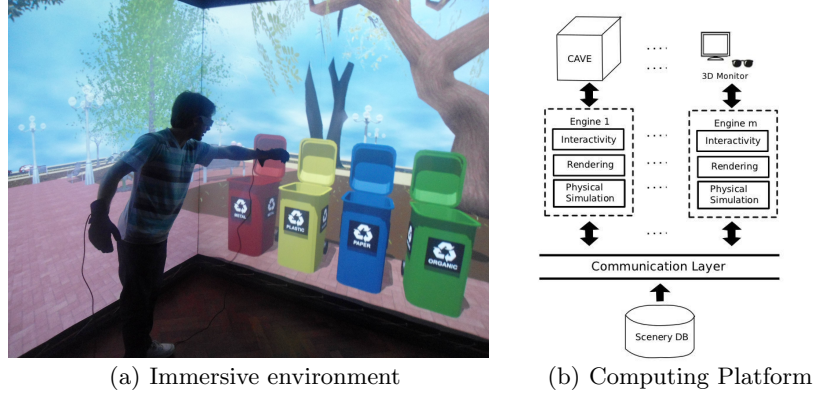 METAL
PLASTIC
PAPER
ORGANIC
(a) Immersive environment
CAVE
3D Monitor
Engine 1
Interactivity
Rendering
Physical
Simulation
Engine m
Interactivity
Rendering
Physical
Simulation
Communication Layer
Scenery DB
(b) Computing Platform